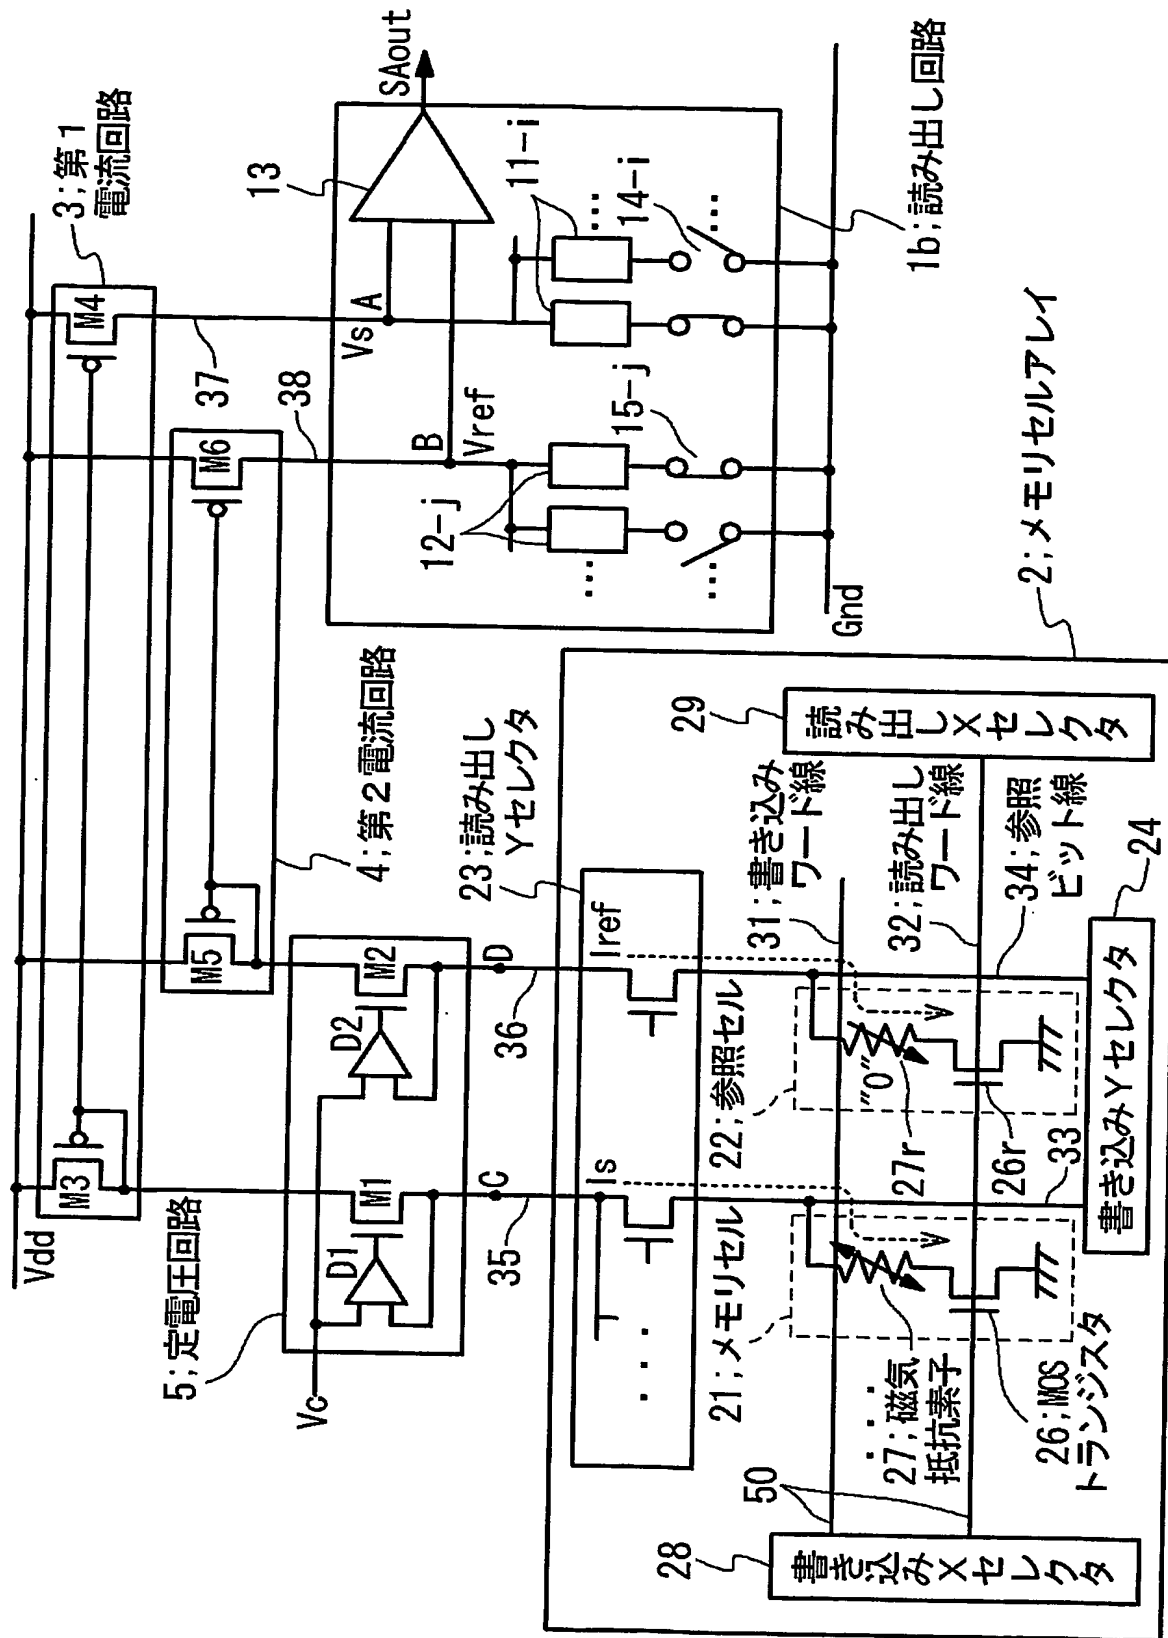 Vdd
3;第1
電流回路
M3
M4
37
M5
M6
38
4;第2電流回路
5;定電圧回路
Vc
D1
M1
D2
M2
C
35
D
36
13
SAout
Vs
A
B
Vref
11-i
14-i
12-j
15-j
...
...
...
...
Gnd
1b;読み出し回路
2;メモリセルアレイ
23;読み出し
Yセレクタ
Is
Iref
...
21;メモリセル
22;参照セル
31;書き込み
ワード線
29
読み出しXセレクタ
32;読み出し
ワード線
34;参照
ビット線
24
書き込みYセレクタ
33
"0"
27r
26r
...
27;磁気
抵抗素子
26;MOS
トランジスタ
50
28
書き込みXセレクタ